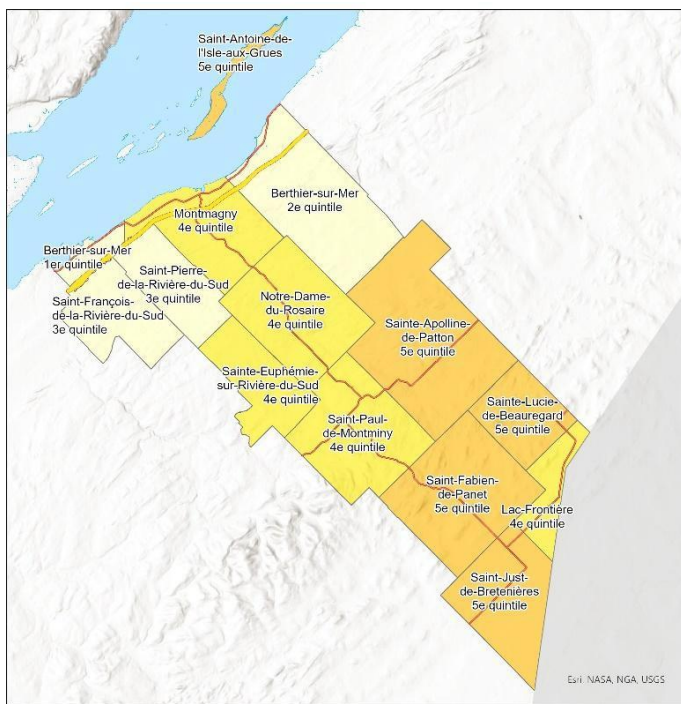 Saint-Antoine-de-
l'Isle-aux-Grues
5e quintile
Berthier-sur-Mer
2e quintile
Montmagny
4e quintile
Berthier-sur-Mer
1er quintile
Saint-Pierre-
de-la-Rivière-du-Sud
3e quintile
Saint-François-
de-la-Rivière-du-Sud
3e quintile
Notre-Dame-
du-Rosaire
4e quintile
Sainte-Apolline-
de-Patton
5e quintile
Sainte-Euphémie-
sur-Rivière-du-Sud
4e quintile
Sainte-Lucie-
de-Beauregard
5e quintile
Saint-Paul-
de-Montminy
4e quintile
Saint-Fabien-
de-Panet
5e quintile
Lac-Frontière
4e quintile
Saint-Just-
de-Bretenières
5e quintile
Esri, NASA, NGA, USGS